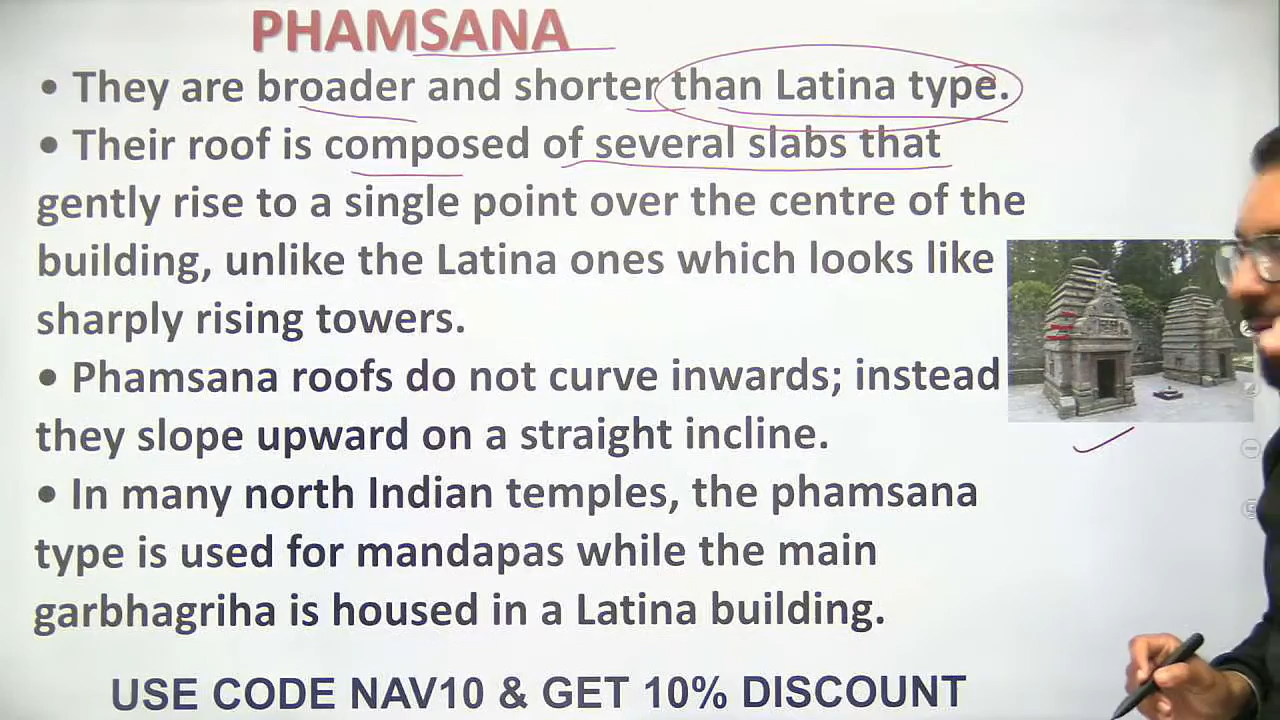 PHAMSANA
• They are broader and shorter than Latina type.
• Their roof is composed of several slabs that
gently rise to a single point over the centre of the
building, unlike the Latina ones which looks like
sharply rising towers.
• Phamsana roofs do not curve inwards; instead
they slope upward on a straight incline.
• In many north Indian temples, the phamsana
type is used for mandapas while the main
garbhagriha is housed in a Latina building.
USE CODE NAV10 & GET 10% DISCOUNT